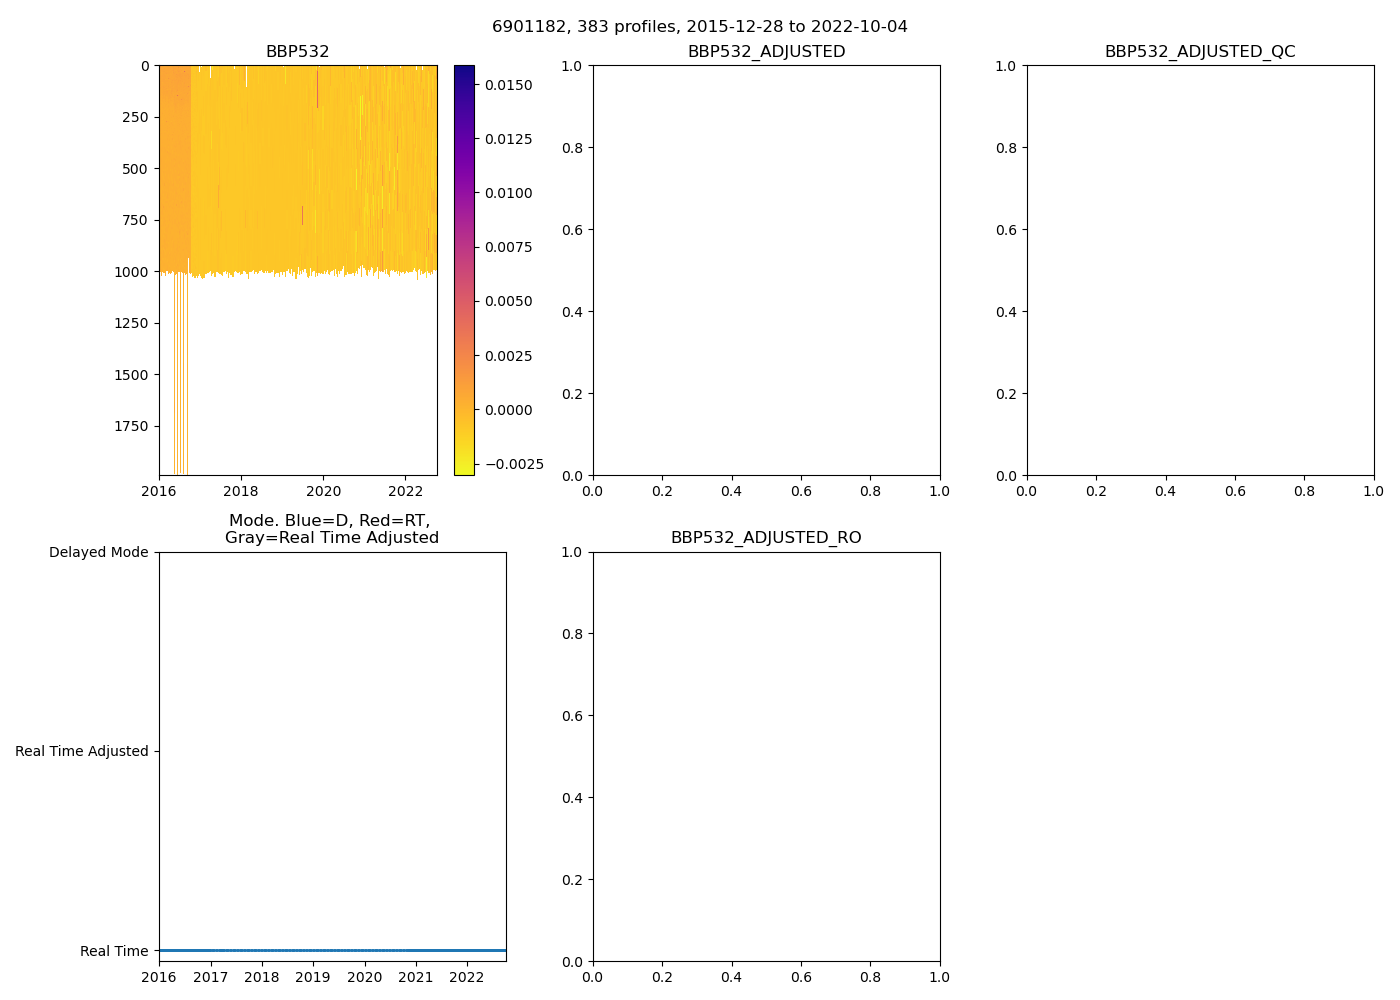 6901182, 383 profiles, 2015-12-28 to 2022-10-04
BBP532
0
250
500
750
1000
1250
1500
1750
2016 2018 2020 2022
0.0150
0.0125
0.0100
0.0075
0.0050
0.0025
0.0000
−0.0025
BBP532_ADJUSTED
1.0
0.8
0.6
0.4
0.2
0.0
0.0 0.2 0.4 0.6 0.8 1.0
BBP532_ADJUSTED_QC
1.0
0.8
0.6
0.4
0.2
0.0
0.0 0.2 0.4 0.6 0.8 1.0
Mode. Blue=D, Red=RT,
Gray=Real Time Adjusted
Delayed Mode
Real Time Adjusted
Real Time
2016 2017 2018 2019 2020 2021 2022
BBP532_ADJUSTED_RO
1.0
0.8
0.6
0.4
0.2
0.0
0.0 0.2 0.4 0.6 0.8 1.0